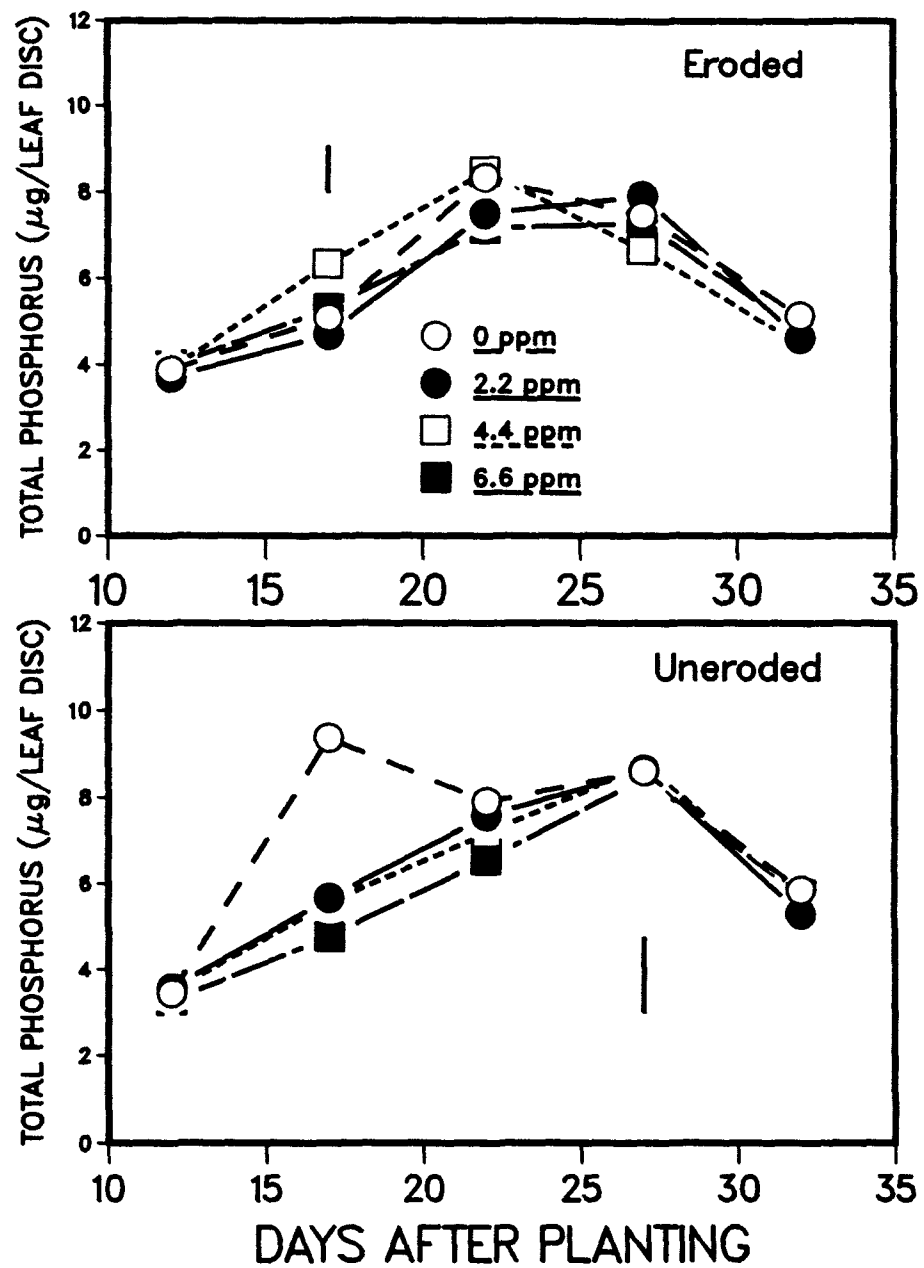 TOTAL PHOSPHORUS (μg/LEAF DISC)
12
10
8
6
4
2
0
Eroded
0 ppm
2.2 ppm
4.4 ppm
6.6 ppm
10 15 20 25 30 35
TOTAL PHOSPHORUS (μg/LEAF DISC)
12
10
8
6
4
2
0
Uneroded
10 15 20 25 30 35
DAYS AFTER PLANTING